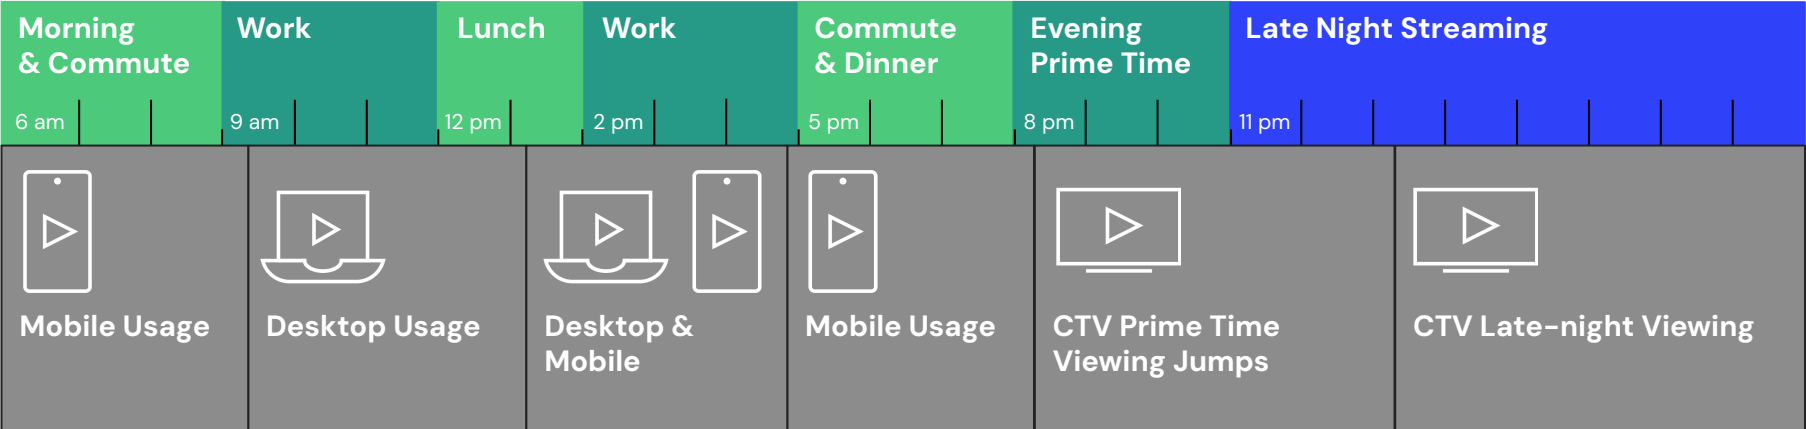 Morning
& Commute
Work
Lunch
Work
Commute
& Dinner
Evening
Prime Time
Late Night Streaming
6 am
9 am
12 pm
2 pm
5 pm
8 pm
11 pm
Mobile Usage
Desktop Usage
Desktop &
Mobile
Mobile Usage
CTV Prime Time
Viewing Jumps
CTV Late-night Viewing